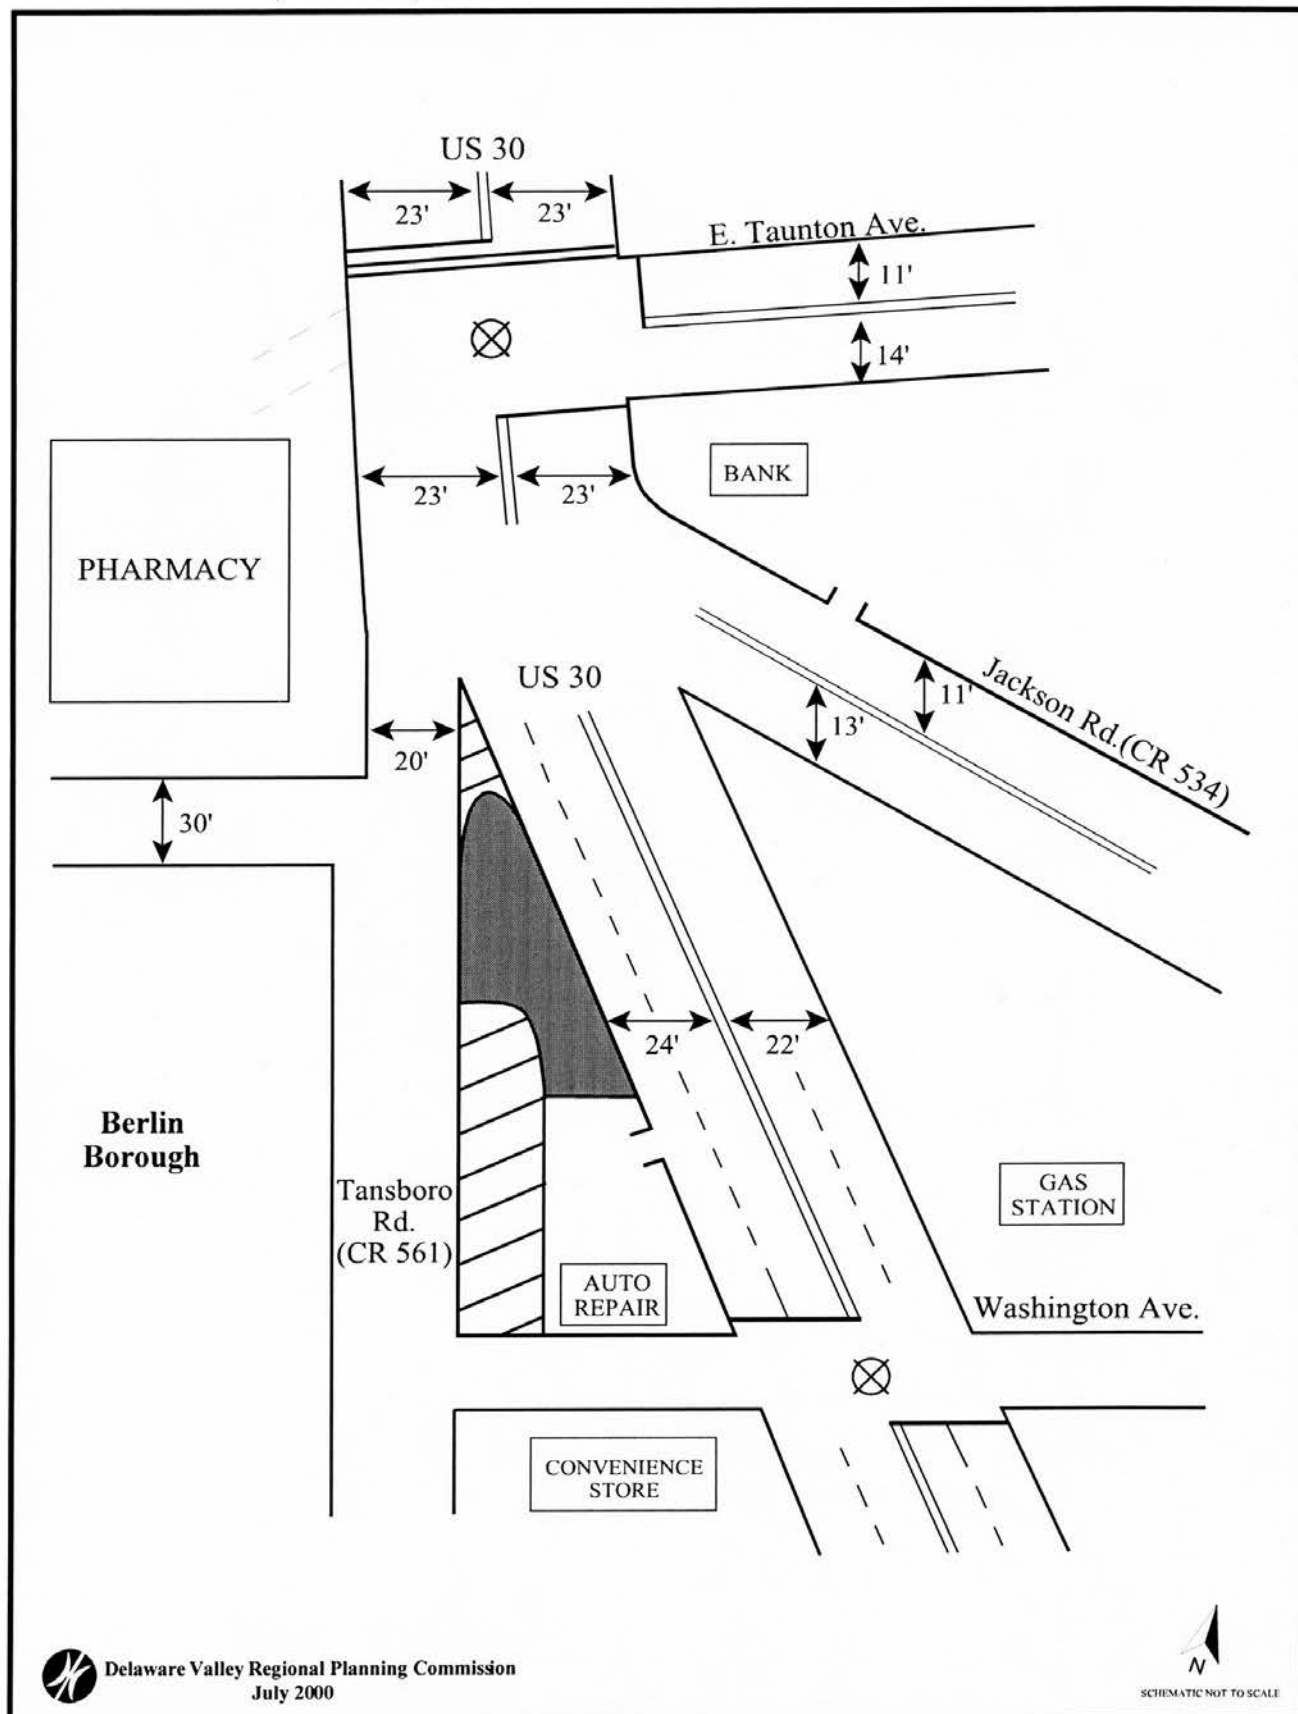 US 30
23'
23'
E. Taunton Ave.
11'
14'
BANK
23'
23'
PHARMACY
US 30
Jackson Rd.(CR 534)
11'
13'
20'
30'
24'
22'
Berlin
Borough
Tansboro
Rd.
(CR 561)
GAS
STATION
AUTO
REPAIR
Washington Ave.
CONVENIENCE
STORE
Delaware Valley Regional Planning Commission
July 2000
N
SCHEMATIC NOT TO SCALE